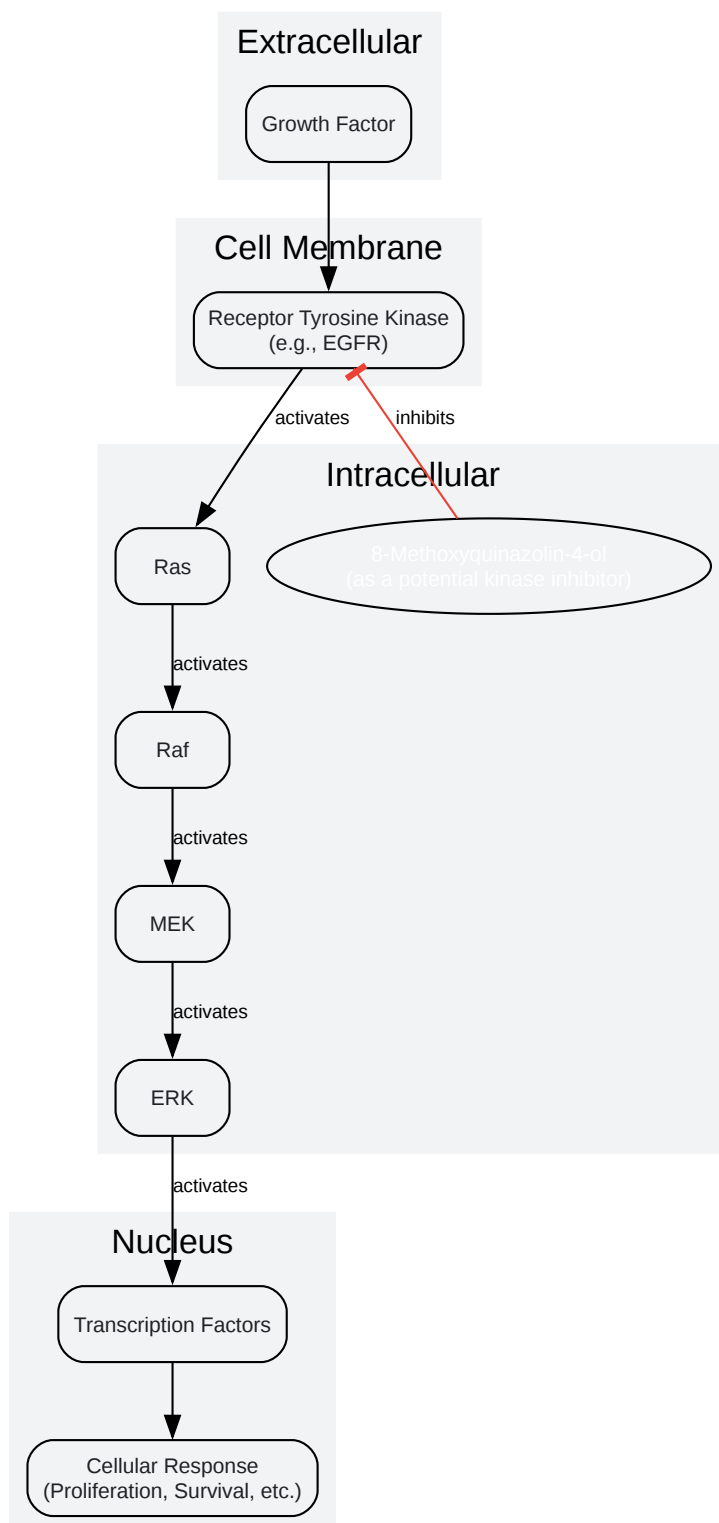 Extracellular
Growth Factor
Cell Membrane
Receptor Tyrosine Kinase
(e.g., EGFR)
activates
inhibits
Intracellular
Ras
8-Methoxyquinazolin-4-ol
(as a potential kinase inhibitor)
activates
Raf
activates
MEK
activates
ERK
activates
Nucleus
Transcription Factors
Cellular Response
(Proliferation, Survival, etc.)